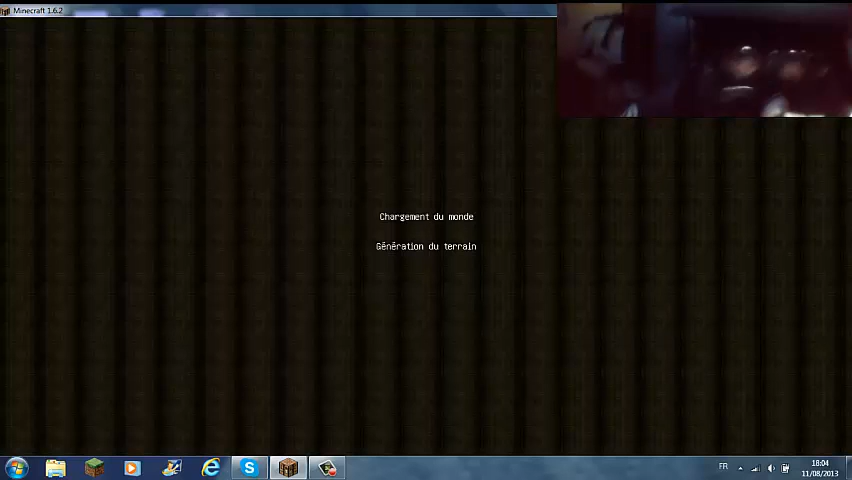 Minecraft 1.6.2
Chargement du monde
Génération du terrain
FR
18:04
11/08/2013